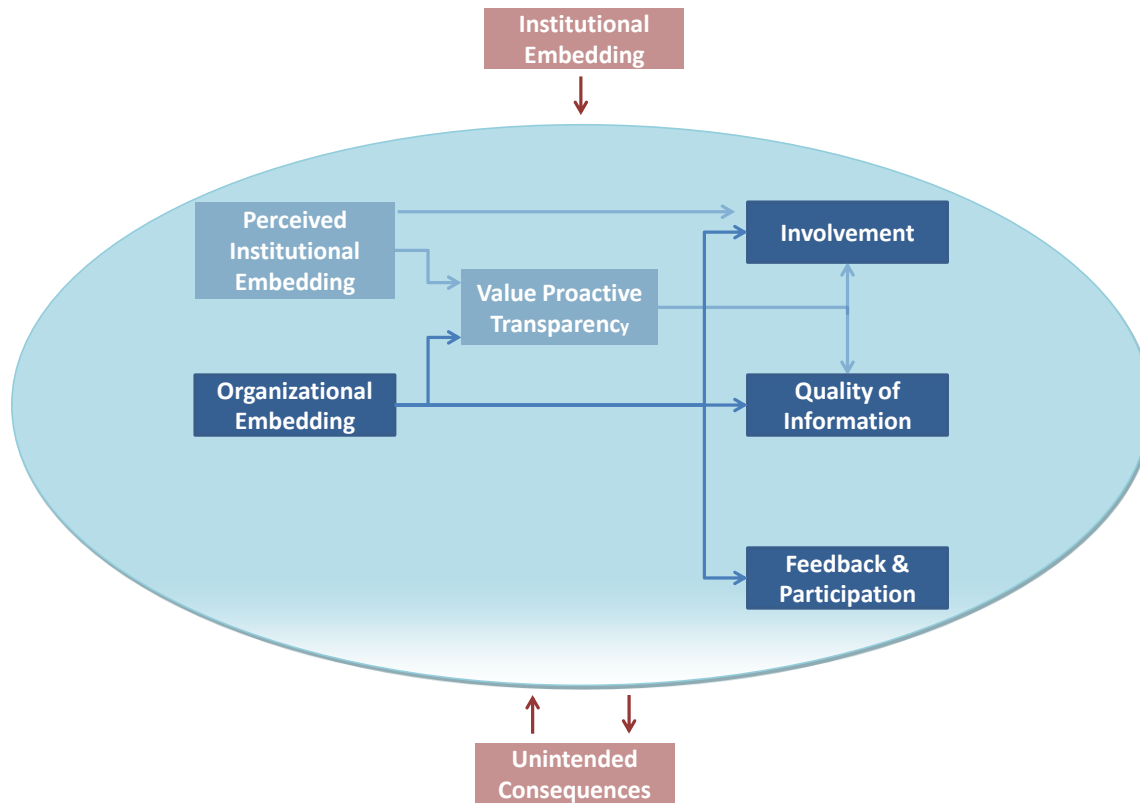 Institutional
Embedding
Perceived
Institutional
Embedding
Involvement
Value Proactive
Transparency
Organizational
Embedding
Quality of
Information
Feedback &
Participation
Unintended
Consequences